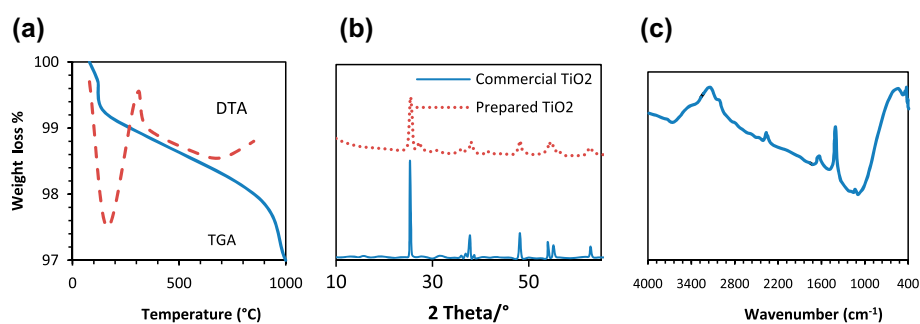 (a)
(b)
(c)
100
99
98
97
Weight loss %
DTA
TGA
0
500
1000
Temperature (°C)
Commercial TiO2
Prepared TiO2
10
30
50
2 Theta/°
4000
3400
2800
2200
1600
1000
400
Wavenumber (cm⁻¹)